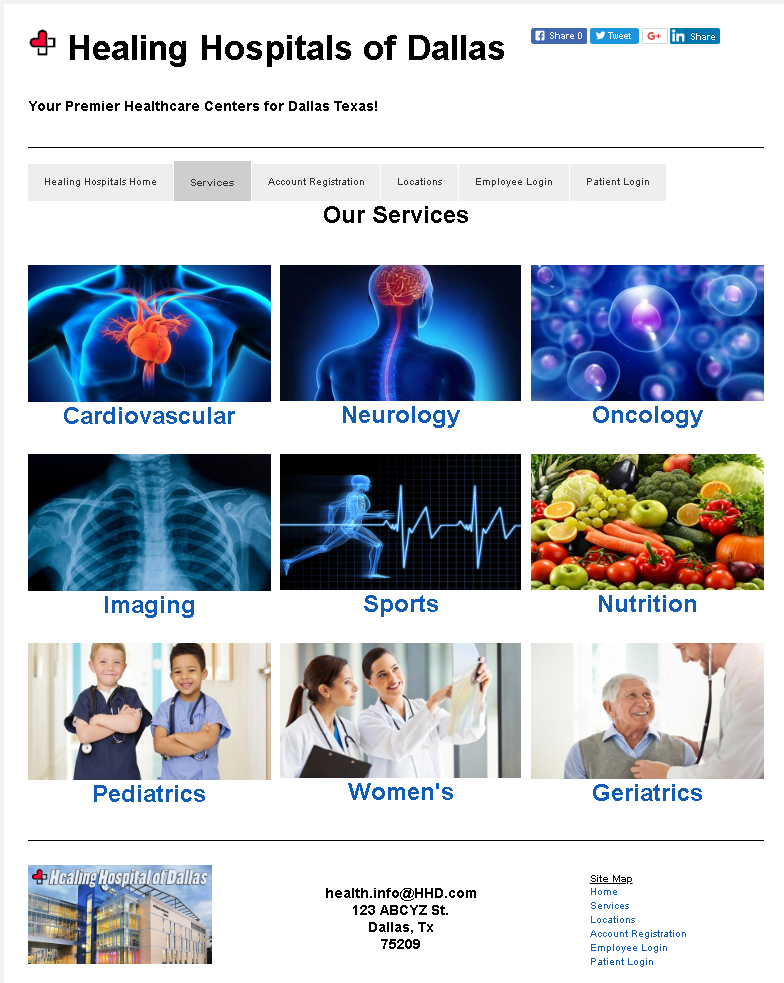 Healing Hospitals of Dallas
Share 0
Tweet
G+
in Share
Your Premier Healthcare Centers for Dallas Texas!
Healing Hospitals Home
Services
Account Registration
Locations
Employee Login
Patient Login
Our Services
Cardiovascular
Neurology
Oncology
Imaging
Sports
Nutrition
Pediatrics
Women's
Geriatrics
Healing Hospital of Dallas
health.info@HHD.com
123 ABCYZ St.
Dallas, Tx
75209
Site Map
Home
Services
Locations
Account Registration
Employee Login
Patient Login